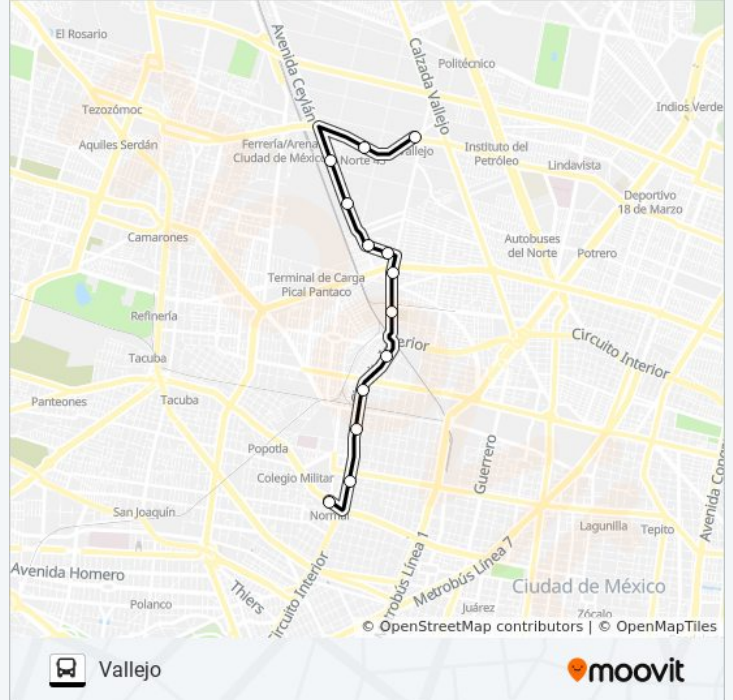 El Rosario
Avenida Ceylán
Calzada Vallejo
Politécnico
Tezozómoc
Indios Verde
Aquiles Serdán
Ferrería/Arena
Ciudad de México
Norte 45
Vallejo
Instituto del
Petróleo
Lindavista
Deportivo
18 de Marzo
Camarones
Autobuses
del Norte
Potrero
Terminal de Carga
Pical Pantaco
Refinería
erior
Circuito Interior
Tacuba
Panteones
Tacuba
Popotla
Guerrero
Colegio Militar
Avenida Cong
San Joaquín
Normal
Lagunilla
Tepito
Avenida Homero
Thiers
Circuito Interior
Metrobús Línea 1
Metrobús Línea 7
Ciudad de México
Polanco
Juárez
Zócalo
© OpenStreetMap contributors | © OpenMapTiles
Vallejo
moovit